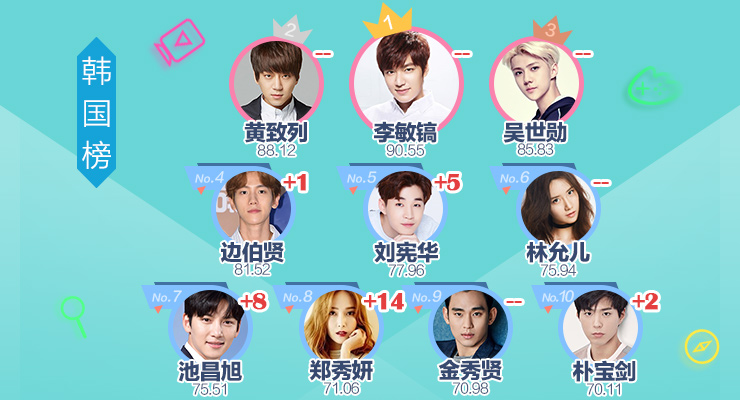 韩国榜
2
1
3
--
--
--
黄致列
李敏镐
吴世勋
88.12
90.55
85.83
No.4
+1
No.5
+5
No.6
--
边伯贤
刘宪华
林允儿
81.52
77.96
75.94
No.7
+8
No.8
+14
No.9
--
No.10
+2
池昌旭
郑秀妍
金秀贤
朴宝剑
75.51
71.06
70.98
70.11